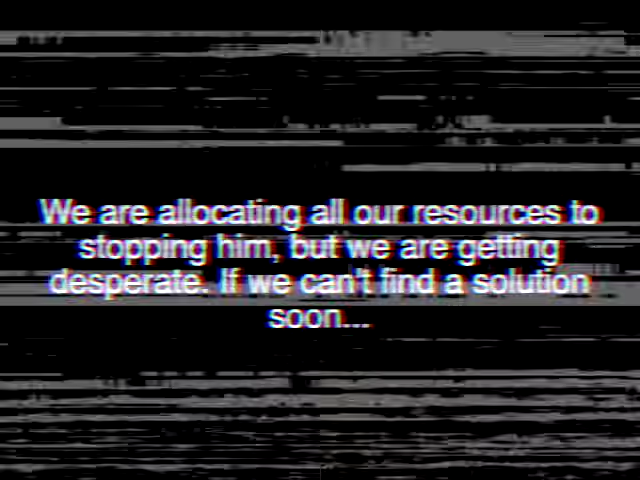 We are allocating all our resources to
stopping him, but we are getting
desperate. If we can't find a solution
soon...